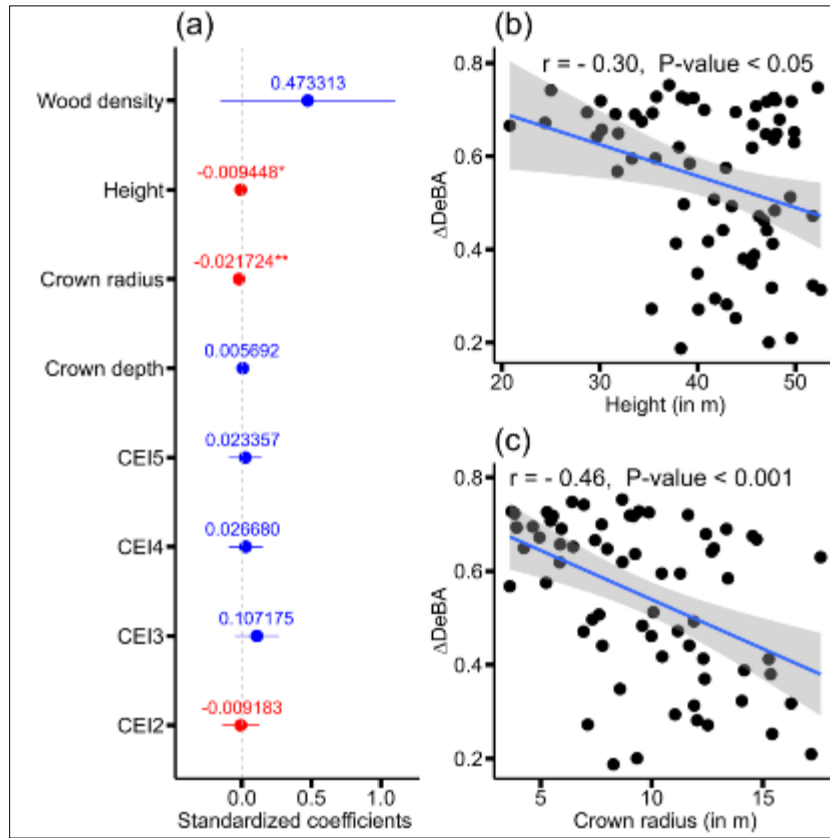 (a)
Wood density
0.473313
Height
-0.009448*
Crown radius
-0.021724**
Crown depth
0.005692
CEI5
0.023357
CEI4
0.026680
CEI3
0.107175
CEI2
-0.009183
0.0 0.5 1.0
Standardized coefficients
(b)
r = - 0.30, P-value < 0.05
ΔDeBA
0.8
0.6
0.4
0.2
20 30 40 50
Height (in m)
(c)
r = - 0.46, P-value < 0.001
ΔDeBA
0.8
0.6
0.4
0.2
5 10 15
Crown radius (in m)